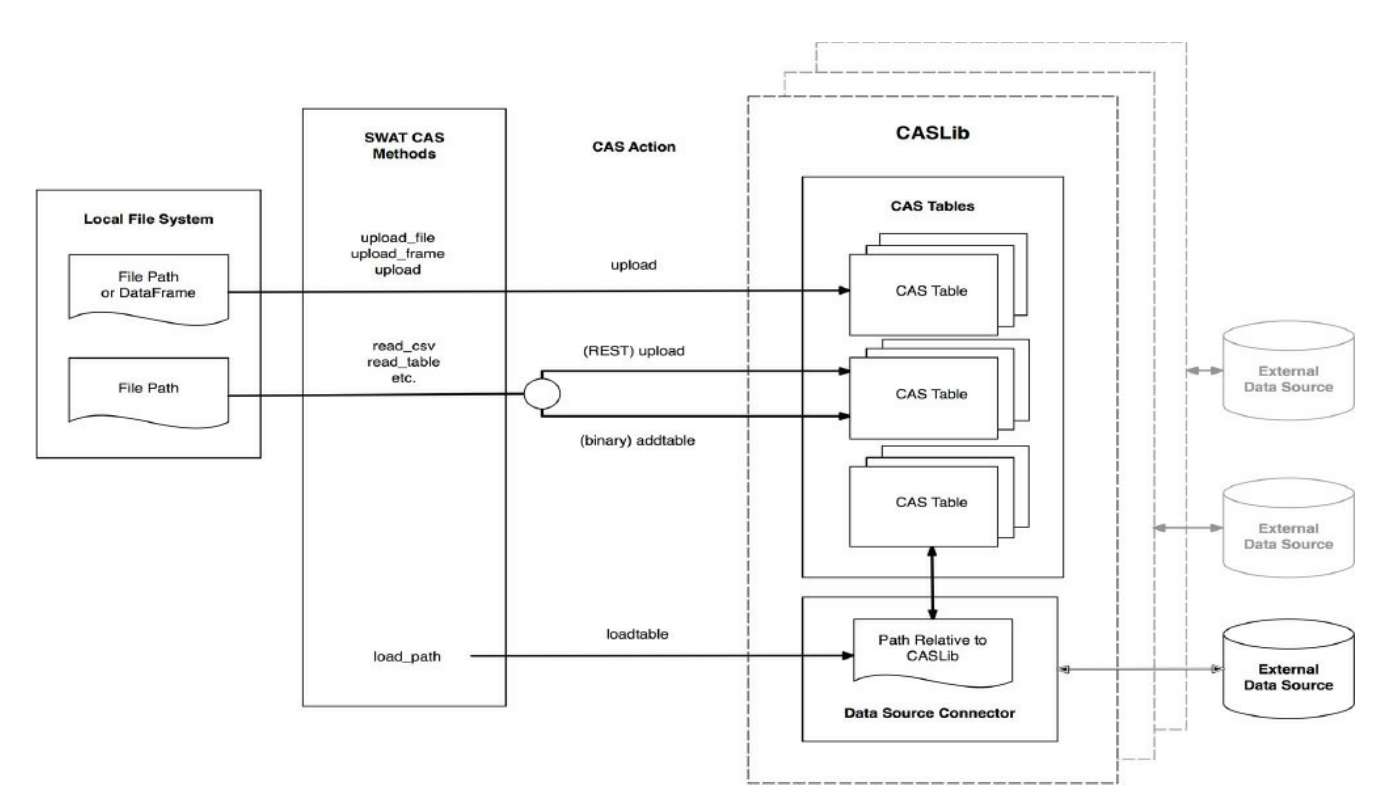 SWAT CAS
Methods
CAS Action
CASLib
Local File System
CAS Tables
upload_file
upload_frame
upload
upload
File Path
or DataFrame
CAS Table
read_csv
read_table
etc.
(REST) upload
File Path
CAS Table
(binary) addtable
External
Data Source
CAS Table
External
Data Source
loadtable
load_path
Path Relative to
CASLib
External
Data Source
Data Source Connector